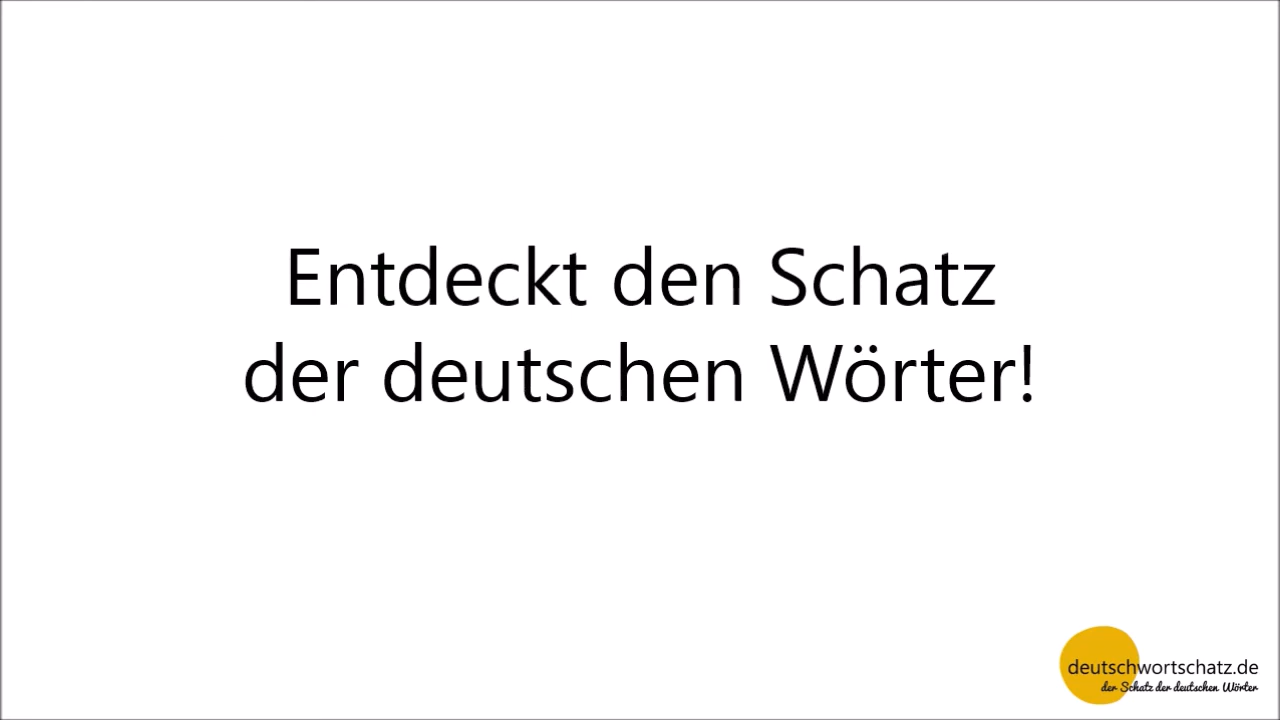 Entdeckt den Schatz
der deutschen Wörter!
deutschwortschatz.de
der Schatz der deutschen Wörter